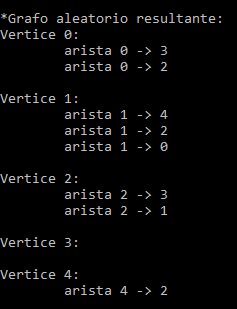 *Grafo aleatorio resultante:
Vertice 0:
arista 0 -> 3
arista 0 -> 2
Vertice 1:
arista 1 -> 4
arista 1 -> 2
arista 1 -> 0
Vertice 2:
arista 2 -> 3
arista 2 -> 1
Vertice 3:
Vertice 4:
arista 4 -> 2